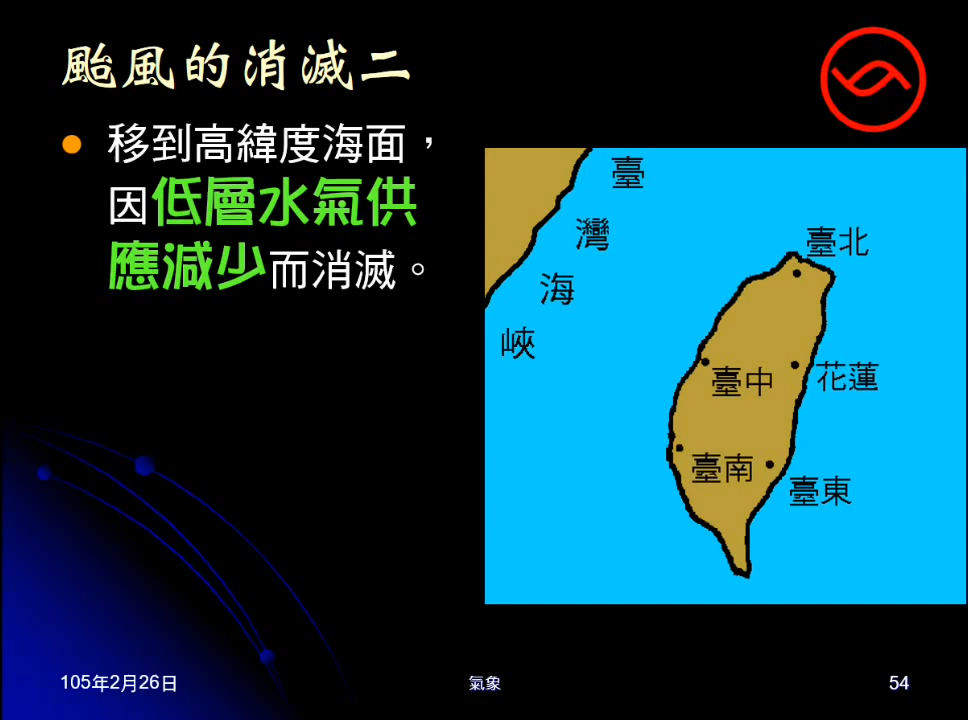 颱風的消滅二
移到高緯度海面，
因低層水氣供
應減少而消滅。
臺
灣
海
峽
臺北
臺中
花蓮
臺南
臺東
105年2月26日
氣象
54